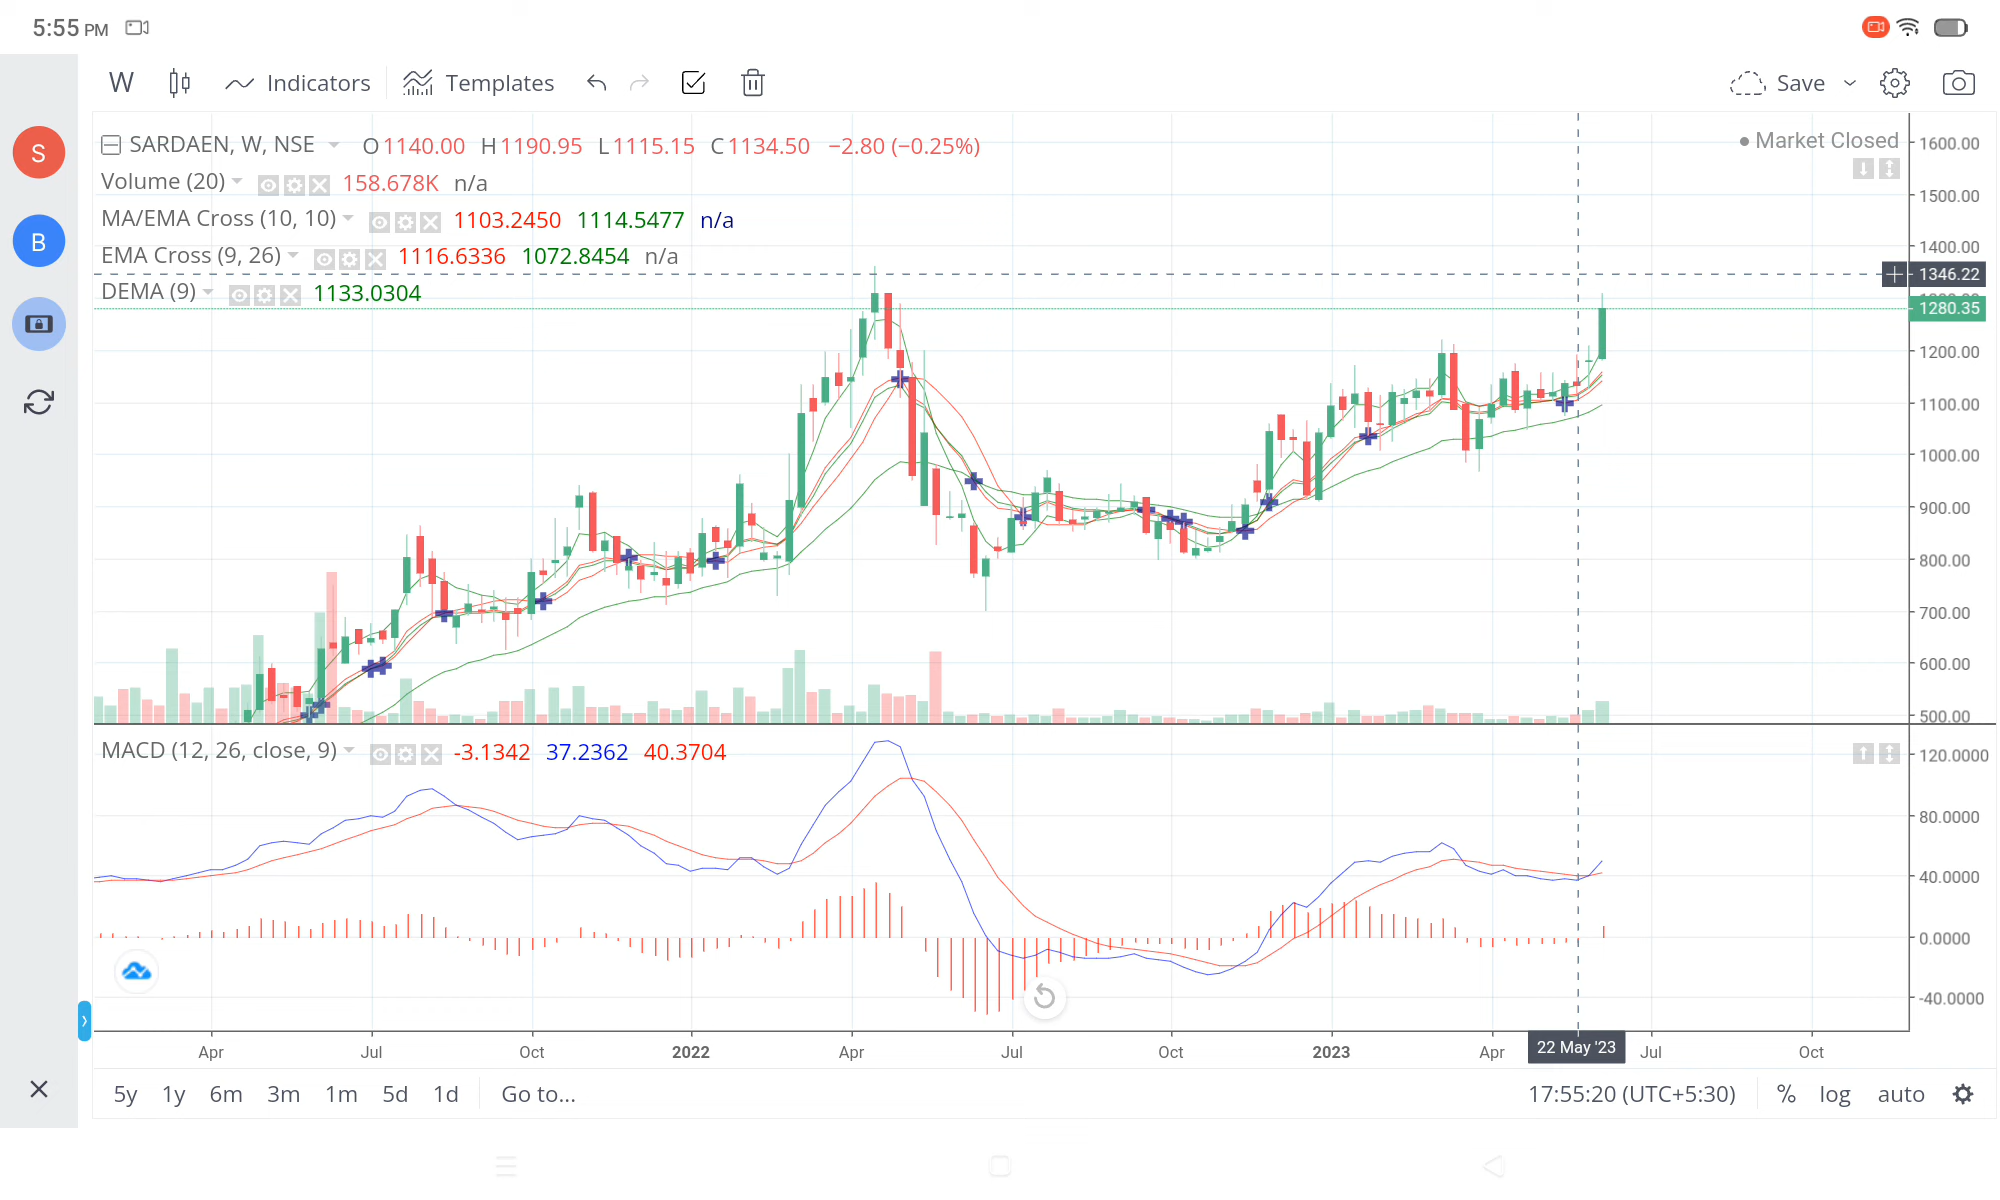 5:55 PM
W Indicators Templates Save
S
B
SARDAEN, W, NSE O1140.00 H1190.95 L1115.15 C1134.50 −2.80 (−0.25%)
Market Closed
Volume (20) 158.678K n/a
MA/EMA Cross (10, 10) 1103.2450 1114.5477 n/a
EMA Cross (9, 26) 1116.6336 1072.8454 n/a
DEMA (9) 1133.0304
1600.00
1500.00
1400.00
1346.22
1280.35
1200.00
1100.00
1000.00
900.00
800.00
700.00
600.00
500.00
MACD (12, 26, close, 9) -3.1342 37.2362 40.3704
120.0000
80.0000
40.0000
0.0000
-40.0000
Apr Jul Oct 2022 Apr Jul Oct 2023 Apr 22 May '23 Jul Oct
5y 1y 6m 3m 1m 5d 1d Go to... 17:55:20 (UTC+5:30) % log auto